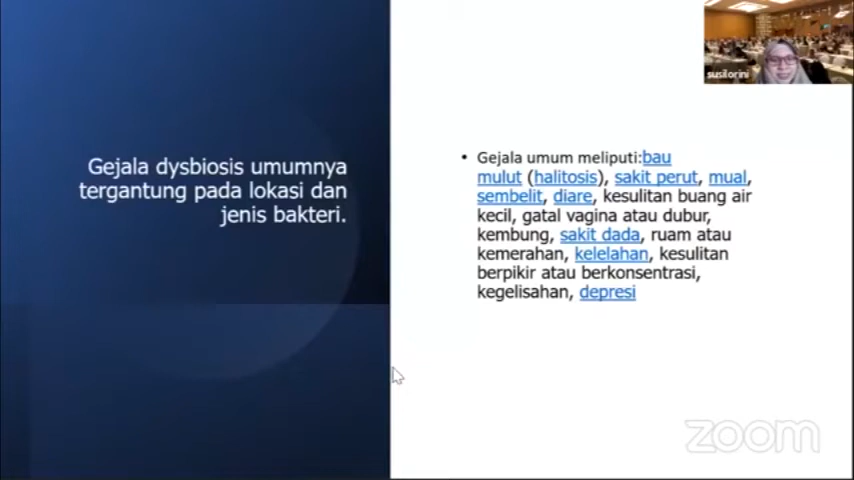 Gejala dysbiosis umumnya
tergantung pada lokasi dan
jenis bakteri.
• Gejala umum meliputi:bau
mulut (halitosis), sakit perut, mual,
sembelit, diare, kesulitan buang air
kecil, gatal vagina atau dubur,
kembung, sakit dada, ruam atau
kemerahan, kelelahan, kesulitan
berpikir atau berkonsentrasi,
kegelisahan, depresi
susilorini
zoom